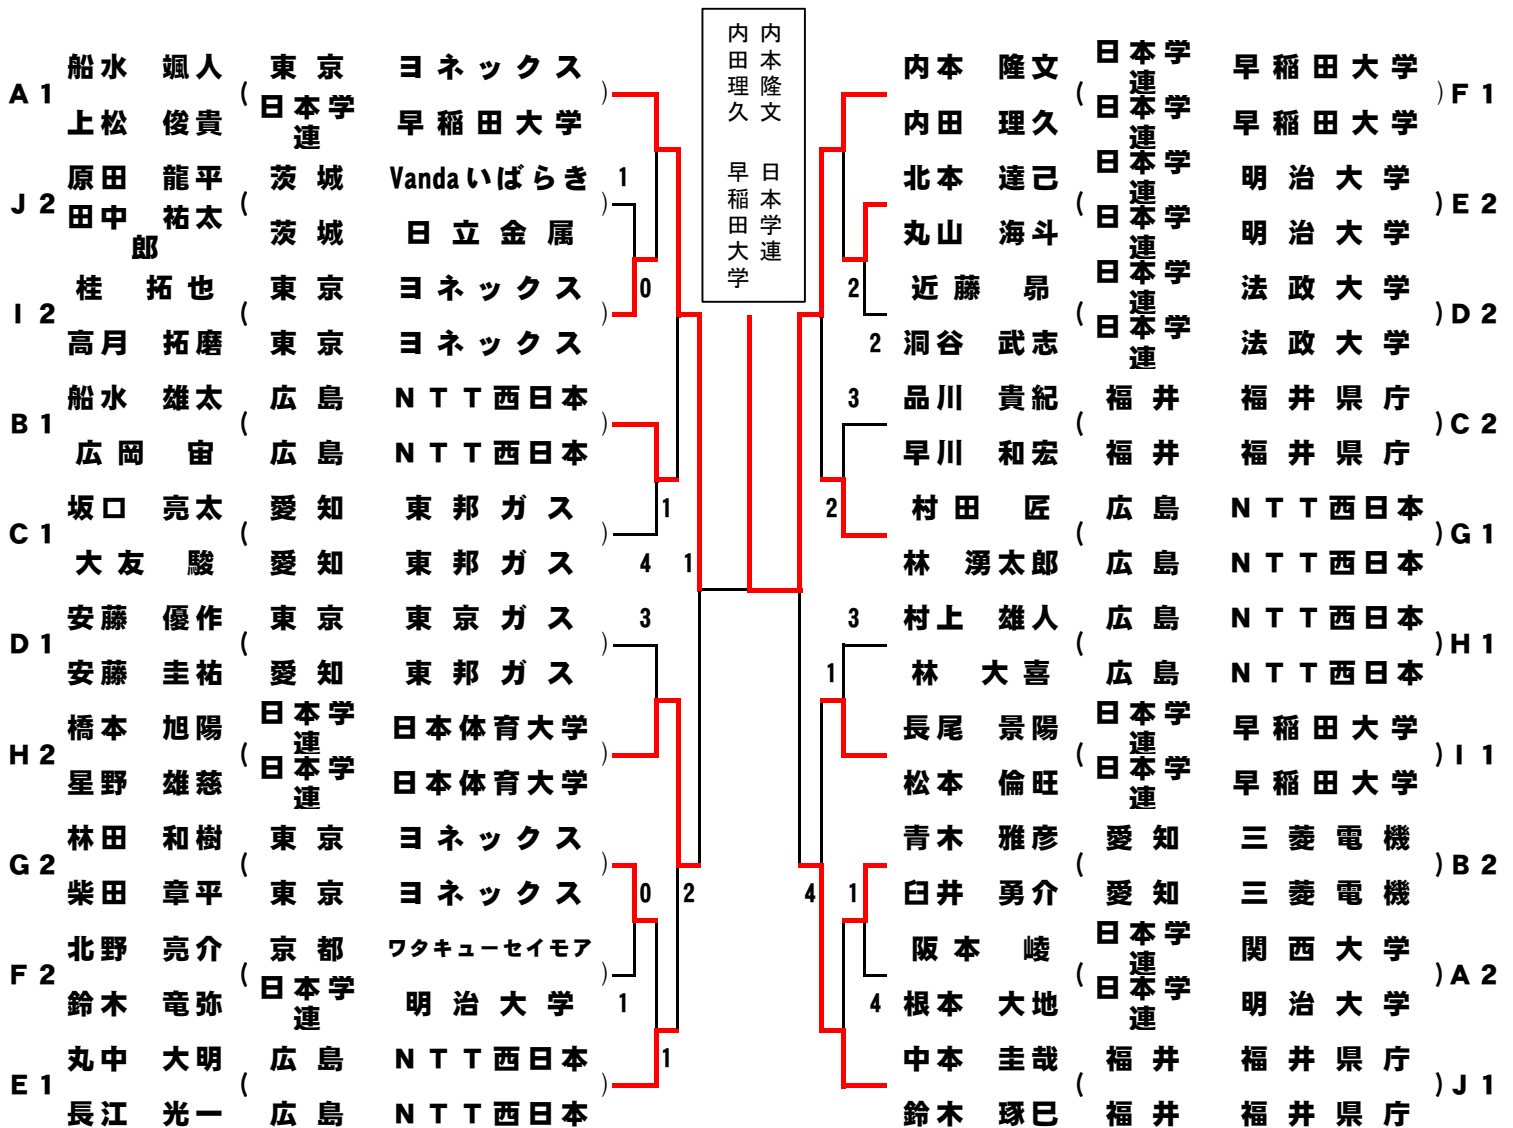 内本隆文 日本学連
内田理久 早稲田大学
A 1 船水 颯人 ( 東京 ヨネックス )
上松 俊貴 日本学連 早稲田大学
J 2 原田 龍平 ( 茨城 Vandaいばらき ) 1
田中 祐太郎 茨城 日立金属
I 2 桂 拓也 ( 東京 ヨネックス ) 0
高月 拓磨 東京 ヨネックス
B 1 船水 雄太 ( 広島 NTT西日本 )
広岡 宙 広島 NTT西日本
C 1 坂口 亮太 ( 愛知 東邦ガス ) 1
大友 駿 愛知 東邦ガス 4 1
D 1 安藤 優作 ( 東京 東京ガス ) 3
安藤 圭祐 愛知 東邦ガス
H 2 橋本 旭陽 ( 日本学連 日本体育大学 )
星野 雄慈 日本学連 日本体育大学
G 2 林田 和樹 ( 東京 ヨネックス )
柴田 章平 東京 ヨネックス 0 2
F 2 北野 亮介 ( 京都 ワタキューセイモア )
鈴木 竜弥 日本学連 明治大学 1
E 1 丸中 大明 ( 広島 NTT西日本 ) 1
長江 光一 広島 NTT西日本
内本 隆文 ( 日本学連 早稲田大学 ) F 1
内田 理久 日本学連 早稲田大学
北本 達己 ( 日本学連 明治大学 ) E 2
丸山 海斗 日本学連 明治大学
2 近藤 昴 ( 日本学連 法政大学 ) D 2
2 洞谷 武志 日本学連 法政大学
3 品川 貴紀 ( 福井 福井県庁 ) C 2
早川 和宏 福井 福井県庁
2 村田 匠 ( 広島 NTT西日本 ) G 1
林 湧太郎 広島 NTT西日本
3 村上 雄人 ( 広島 NTT西日本 ) H 1
1 林 大喜 広島 NTT西日本
長尾 景陽 ( 日本学連 早稲田大学 ) I 1
松本 倫旺 日本学連 早稲田大学
青木 雅彦 ( 愛知 三菱電機 ) B 2
4 1 臼井 勇介 愛知 三菱電機
阪本 崚 ( 日本学連 関西大学 ) A 2
4 根本 大地 日本学連 明治大学
中本 圭哉 ( 福井 福井県庁 ) J 1
鈴木 琢巳 福井 福井県庁